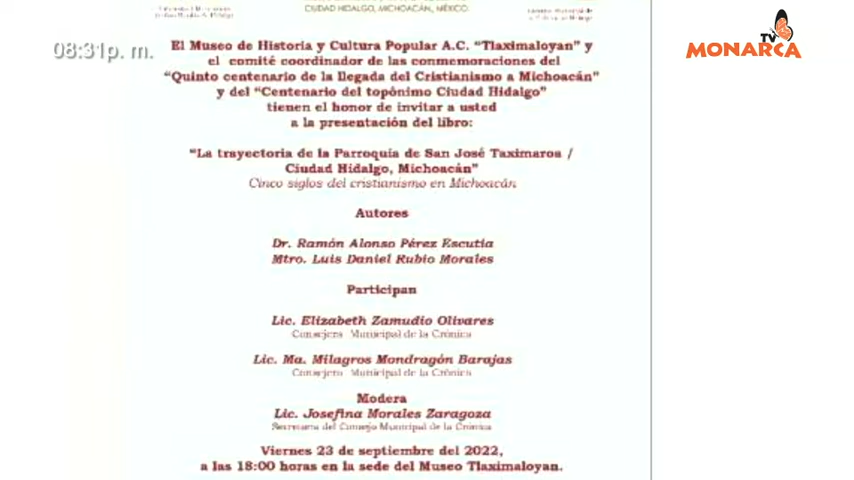 CIUDAD HIDALGO, MICHOACÁN, MÉXICO.
08:31p. m.
TV
MONARCA
El Museo de Historia y Cultura Popular A.C. "Tlaximaloyan" y
el comité coordinador de las conmemoraciones del
"Quinto centenario de la llegada del Cristianismo a Michoacán"
y del "Centenario del topónimo Ciudad Hidalgo"
tienen el honor de invitar a usted
a la presentación del libro:
"La trayectoria de la Parroquia de San José Taximaroa /
Ciudad Hidalgo, Michoacán"
Cinco siglos del cristianismo en Michoacán
Autores
Dr. Ramón Alonso Pérez Escutia
Mtro. Luis Daniel Rubio Morales
Participan
Lic. Elizabeth Zamudio Olivares
Consejera Municipal de la Crónica
Lic. Ma. Milagros Mondragón Barajas
Consejera Municipal de la Crónica
Modera
Lic. Josefina Morales Zaragoza
Secretaria del Consejo Municipal de la Crónica
Viernes 23 de septiembre del 2022,
a las 18:00 horas en la sede del Museo Tlaximaloyan.